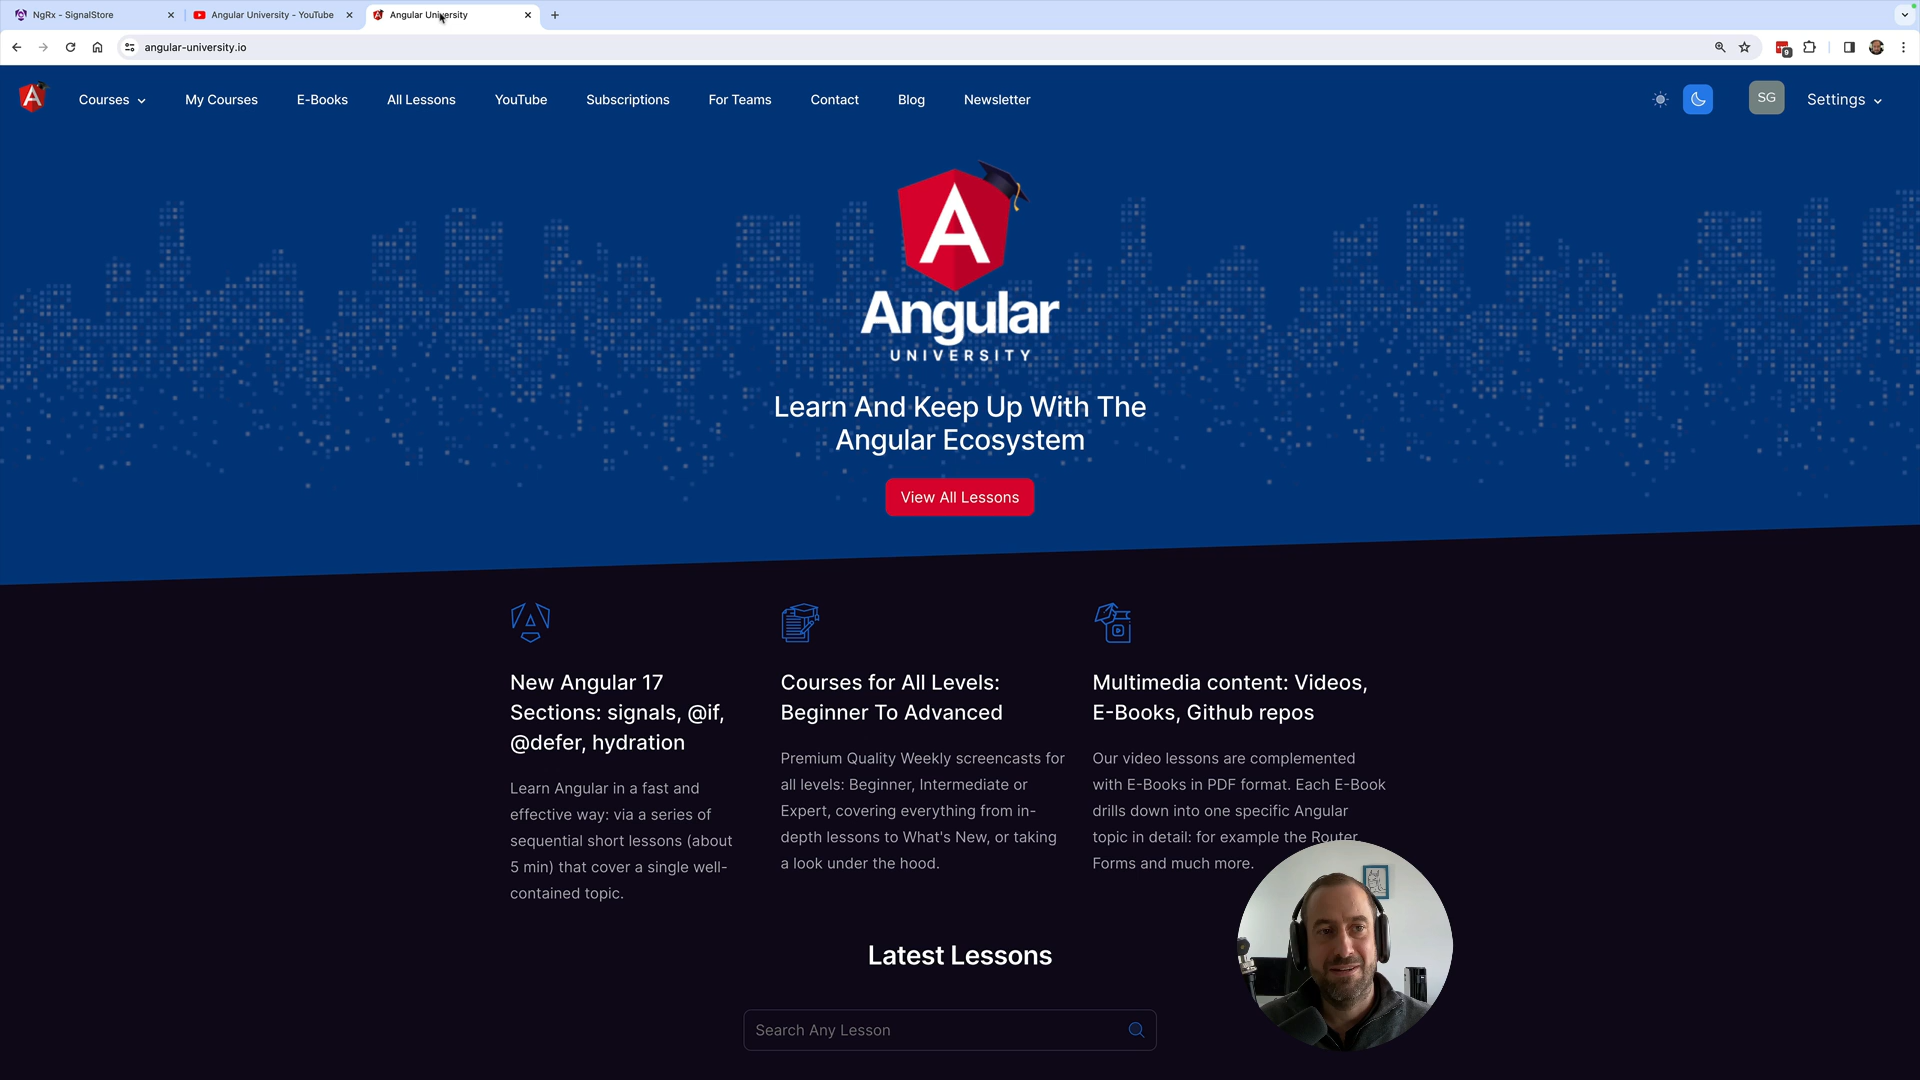 NgRx - SignalStore
Angular University - YouTube
Angular University
angular-university.io
9
Courses
My Courses
E-Books
All Lessons
YouTube
Subscriptions
For Teams
Contact
Blog
Newsletter
SG
Settings
A
Angular
UNIVERSITY
Learn And Keep Up With The
Angular Ecosystem
View All Lessons
New Angular 17
Sections: signals, @if,
@defer, hydration
Learn Angular in a fast and
effective way: via a series of
sequential short lessons (about
5 min) that cover a single well-
contained topic.
Courses for All Levels:
Beginner To Advanced
Premium Quality Weekly screencasts for
all levels: Beginner, Intermediate or
Expert, covering everything from in-
depth lessons to What's New, or taking
a look under the hood.
Multimedia content: Videos,
E-Books, Github repos
Our video lessons are complemented
with E-Books in PDF format. Each E-Book
drills down into one specific Angular
topic in detail: for example the Router
Forms and much more.
Latest Lessons
Search Any Lesson